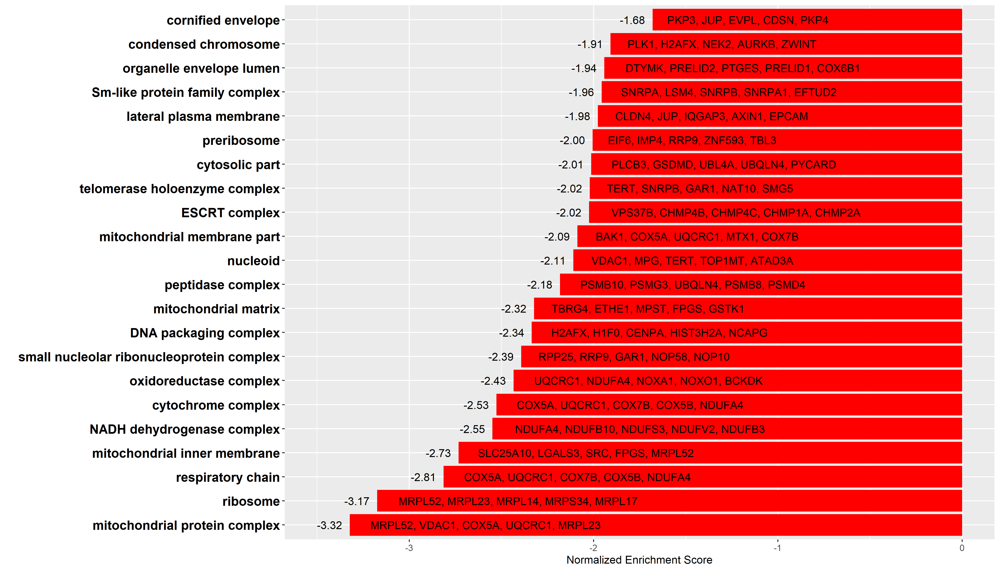 cornified envelope -1.68 PKP3, JUP, EVPL, CDSN, PKP4
condensed chromosome -1.91 PLK1, H2AFX, NEK2, AURKB, ZWINT
organelle envelope lumen -1.94 DTYMK, PRELID2, PTGES, PRELID1, COX6B1
Sm-like protein family complex -1.96 SNRPA, LSM4, SNRPB, SNRPA1, EFTUD2
lateral plasma membrane -1.98 CLDN4, JUP, IQGAP3, AXIN1, EPCAM
preribosome -2.00 EIF6, IMP4, RRP9, ZNF593, TBL3
cytosolic part -2.01 PLCB3, GSDMD, UBL4A, UBQLN4, PYCARD
telomerase holoenzyme complex -2.02 TERT, SNRPB, GAR1, NAT10, SMG5
ESCRT complex -2.02 VPS37B, CHMP4B, CHMP4C, CHMP1A, CHMP2A
mitochondrial membrane part -2.09 BAK1, COX5A, UQCRC1, MTX1, COX7B
nucleoid -2.11 VDAC1, MPG, TERT, TOP1MT, ATAD3A
peptidase complex -2.18 PSMB10, PSMG3, UBQLN4, PSMB8, PSMD4
mitochondrial matrix -2.32 TBRG4, ETHE1, MPST, FPGS, GSTK1
DNA packaging complex -2.34 H2AFX, H1F0, CENPA, HIST3H2A, NCAPG
small nucleolar ribonucleoprotein complex -2.39 RPP25, RRP9, GAR1, NOP58, NOP10
oxidoreductase complex -2.43 UQCRC1, NDUFA4, NOXA1, NOXO1, BCKDK
cytochrome complex -2.53 COX5A, UQCRC1, COX7B, COX5B, NDUFA4
NADH dehydrogenase complex -2.55 NDUFA4, NDUFB10, NDUFS3, NDUFV2, NDUFB3
mitochondrial inner membrane -2.73 SLC25A10, LGALS3, SRC, FPGS, MRPL52
respiratory chain -2.81 COX5A, UQCRC1, COX7B, COX5B, NDUFA4
ribosome -3.17 MRPL52, MRPL23, MRPL14, MRPS34, MRPL17
mitochondrial protein complex -3.32 MRPL52, VDAC1, COX5A, UQCRC1, MRPL23
-3 -2 -1 0
Normalized Enrichment Score